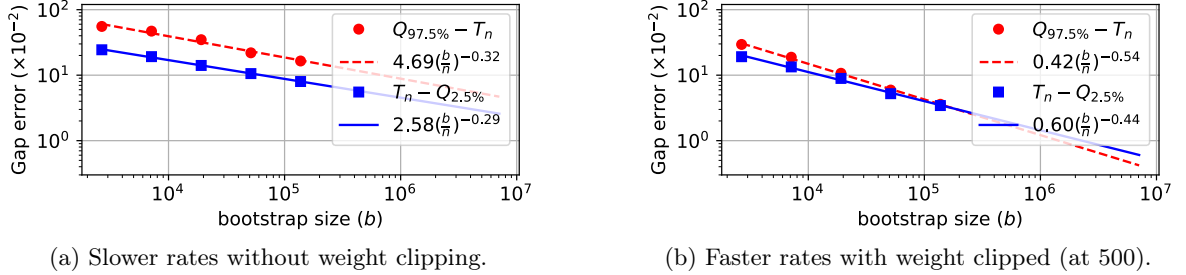 Gap error (×10⁻²)
10²
10¹
10⁰
Q₉₇.₅% − Tₙ
4.69(b/n)⁻⁰·³²
Tₙ − Q₂.₅%
2.58(b/n)⁻⁰·²⁹
10⁴ 10⁵ 10⁶ 10⁷
bootstrap size (b)
(a) Slower rates without weight clipping.
Gap error (×10⁻²)
10²
10¹
10⁰
Q₉₇.₅% − Tₙ
0.42(b/n)⁻⁰·⁵⁴
Tₙ − Q₂.₅%
0.60(b/n)⁻⁰·⁴⁴
10⁴ 10⁵ 10⁶ 10⁷
bootstrap size (b)
(b) Faster rates with weight clipped (at 500).